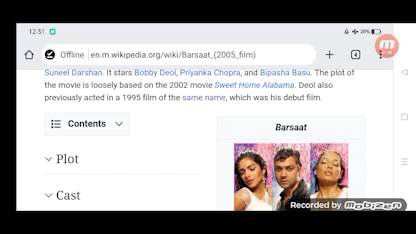 12:31
28%
Offline en.m.wikipedia.org/wiki/Barsaat_(2005_film)
4
Suneel Darshan. It stars Bobby Deol, Priyanka Chopra, and Bipasha Basu. The plot of
the movie is loosely based on the 2002 movie Sweet Home Alabama. Deol also
previously acted in a 1995 film of the same name, which was his debut film.
Contents
Barsaat
Plot
Cast
Recorded by Mobizen